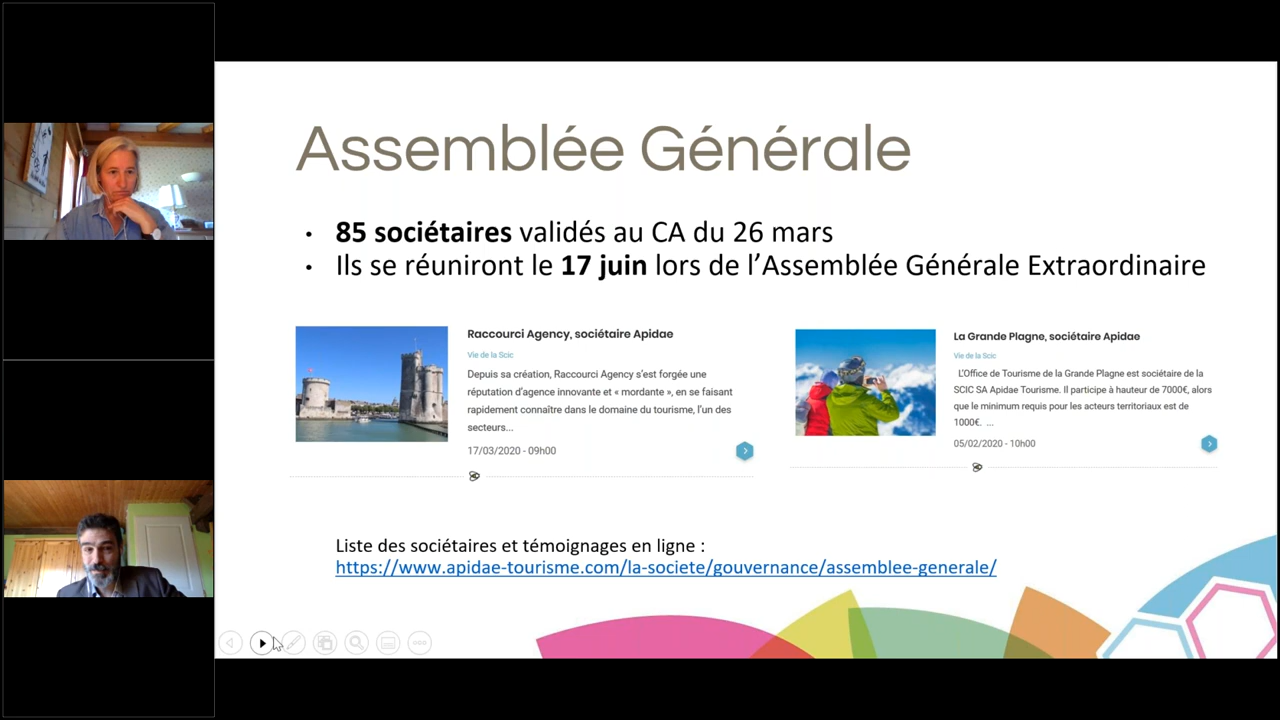 Assemblée Générale
• 85 sociétaires validés au CA du 26 mars
• Ils se réuniront le 17 juin lors de l’Assemblée Générale Extraordinaire
Raccourci Agency, sociétaire Apidae
Vie de la Scic
Depuis sa création, Raccourci Agency s’est forgée une
réputation d’agence innovante et « mordante », en se faisant
rapidement connaître dans le domaine du tourisme, l’un des
secteurs...
17/03/2020 - 09h00
La Grande Plagne, sociétaire Apidae
Vie de la Scic
L’Office de Tourisme de la Grande Plagne est sociétaire de la
SCIC SA Apidae Tourisme. Il participe à hauteur de 7000€, alors
que le minimum requis pour les acteurs territoriaux est de
1000€. ...
05/02/2020 - 10h00
Liste des sociétaires et témoignages en ligne :
https://www.apidae-tourisme.com/la-societe/gouvernance/assemblee-generale/